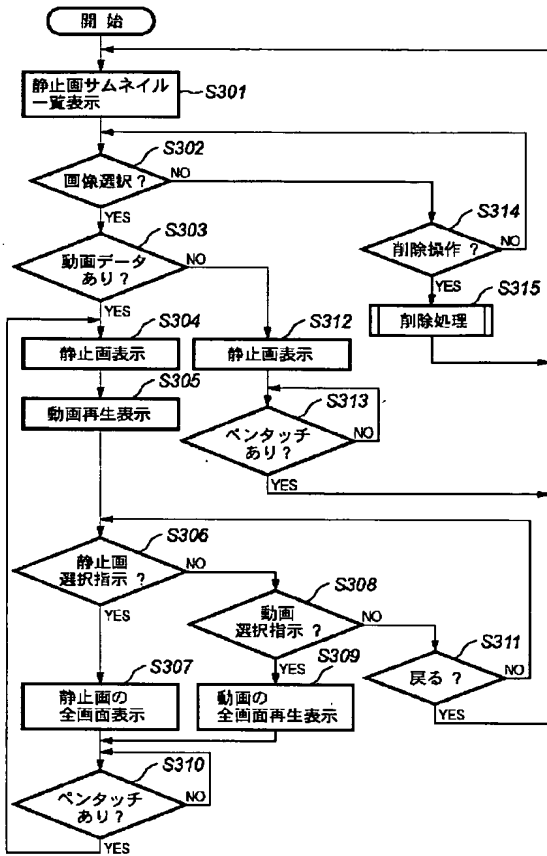 開 始
静止画サムネイル
一覧表示
S301
S302
画像選択？
NO
YES
S303
動画データ
あり？
NO
YES
S314
削除操作？
NO
YES
S315
削除処理
S304
静止画表示
S312
静止画表示
S305
動画再生表示
S313
ペンタッチ
あり？
NO
YES
S306
静止画
選択指示？
NO
YES
S308
動画
選択指示？
NO
YES
S311
戻る？
NO
YES
S307
静止画の
全画面表示
S309
動画の
全画面再生表示
S310
ペンタッチ
あり？
NO
YES